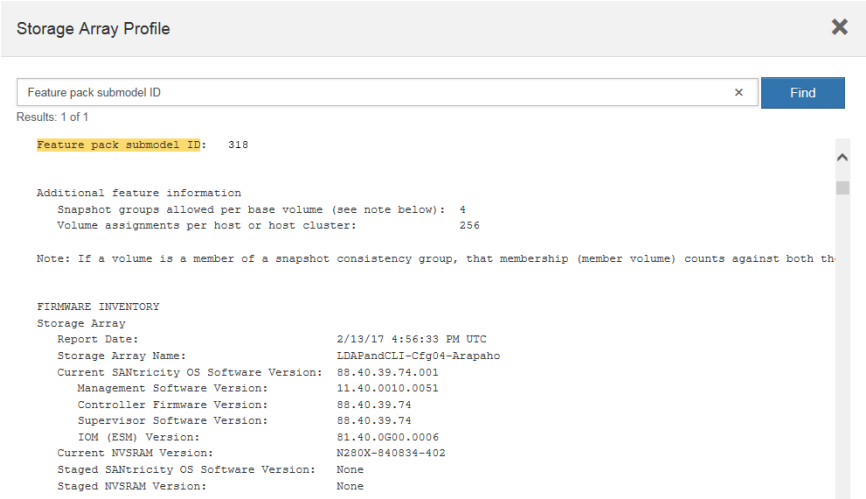 Storage Array Profile
Feature pack submodel ID
Find
Results: 1 of 1
Feature pack submodel ID: 318
Additional feature information
Snapshot groups allowed per base volume (see note below): 4
Volume assignments per host or host cluster: 256
Note: If a volume is a member of a snapshot consistency group, that membership (member volume) counts against both th
FIRMWARE INVENTORY
Storage Array
Report Date: 2/13/17 4:56:33 PM UTC
Storage Array Name: LDAPandCLI-Cfg04-Arapaho
Current SANtricity OS Software Version: 88.40.39.74.001
Management Software Version: 11.40.0010.0051
Controller Firmware Version: 88.40.39.74
Supervisor Software Version: 88.40.39.74
IOM (ESM) Version: 81.40.0G00.0006
Current NVSRAM Version: N280X-840834-402
Staged SANtricity OS Software Version: None
Staged NVSRAM Version: None